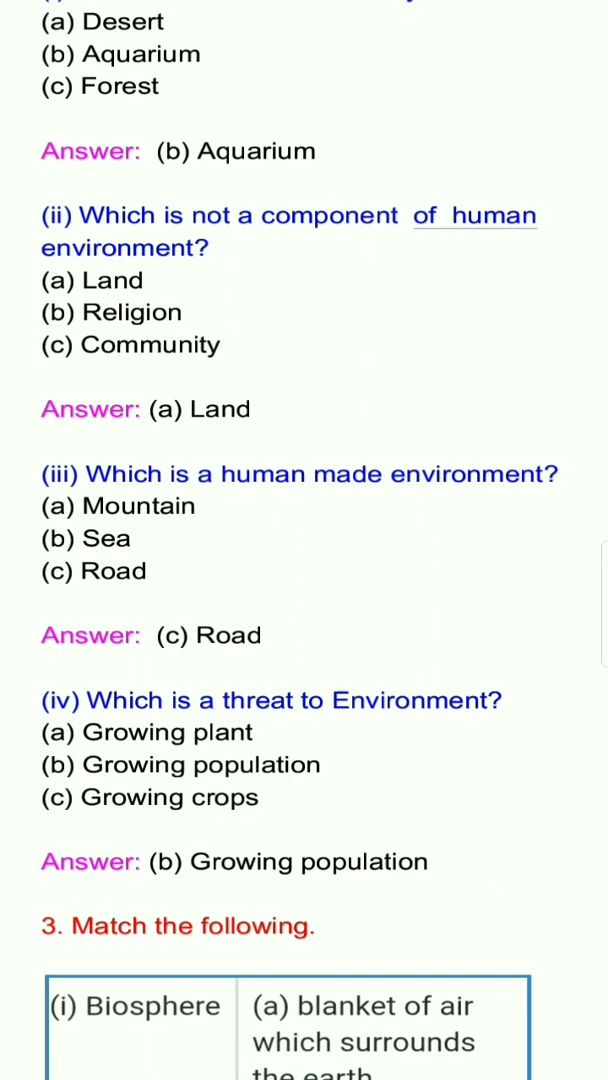 (a) Desert
(b) Aquarium
(c) Forest
Answer: (b) Aquarium
(ii) Which is not a component of human
environment?
(a) Land
(b) Religion
(c) Community
Answer: (a) Land
(iii) Which is a human made environment?
(a) Mountain
(b) Sea
(c) Road
Answer: (c) Road
(iv) Which is a threat to Environment?
(a) Growing plant
(b) Growing population
(c) Growing crops
Answer: (b) Growing population
3. Match the following.
(i) Biosphere (a) blanket of air
which surrounds
the earth